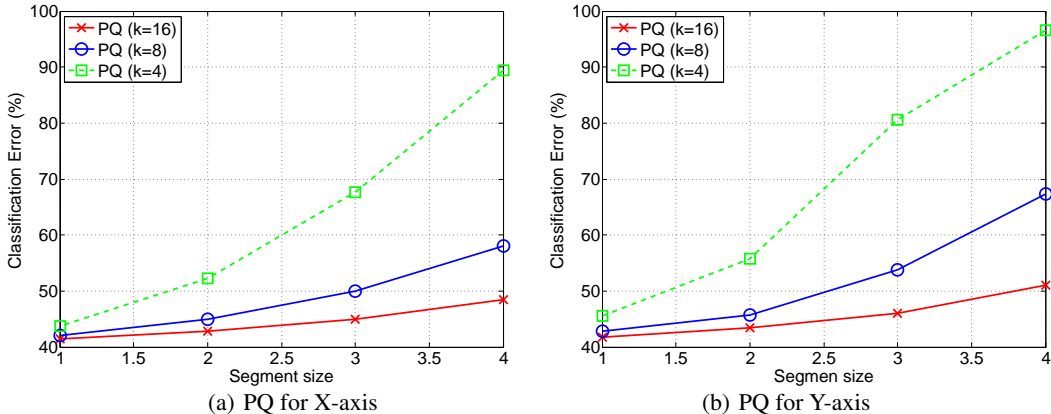 100
90
80
70
60
50
40
Classification Error (%)
PQ (k=16)
PQ (k=8)
PQ (k=4)
1 1.5 2 2.5 3 3.5 4
Segment size
(a) PQ for X-axis
100
90
80
70
60
50
40
Classification Error (%)
PQ (k=16)
PQ (k=8)
PQ (k=4)
1 1.5 2 2.5 3 3.5 4
Segmen size
(b) PQ for Y-axis